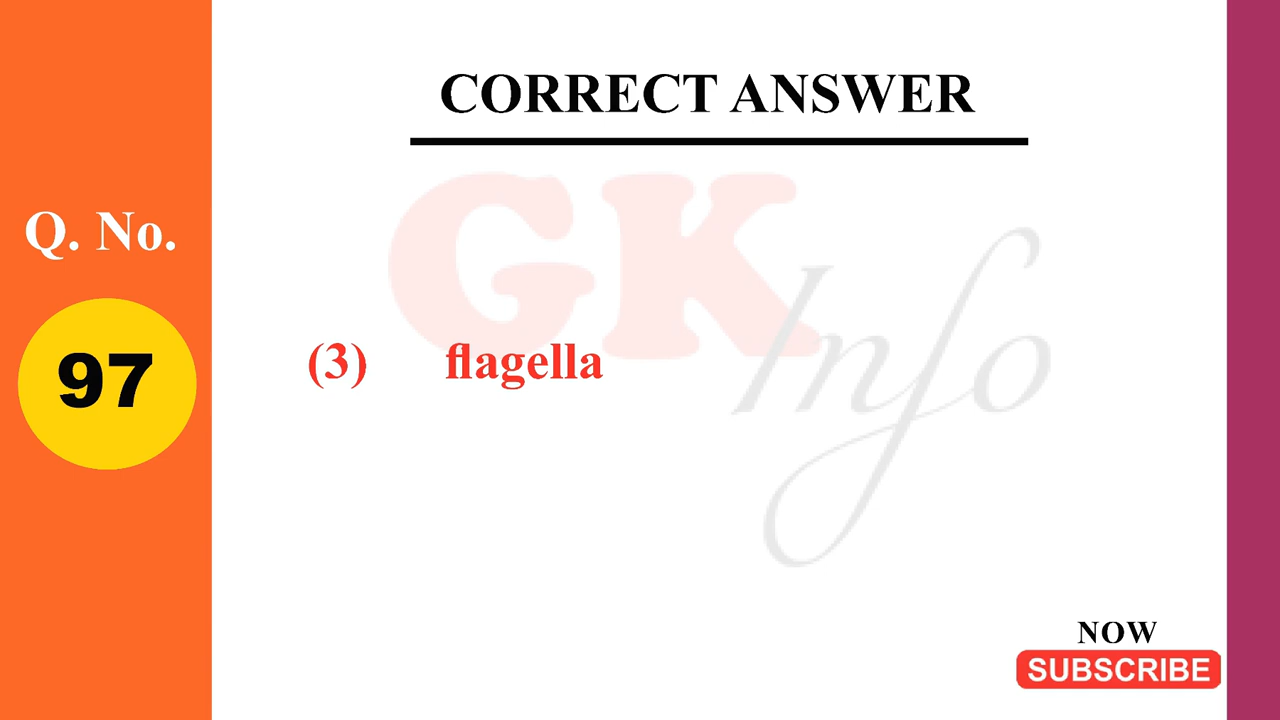 CORRECT ANSWER
Q. No.
97
GK Info
(3) flagella
NOW
SUBSCRIBE